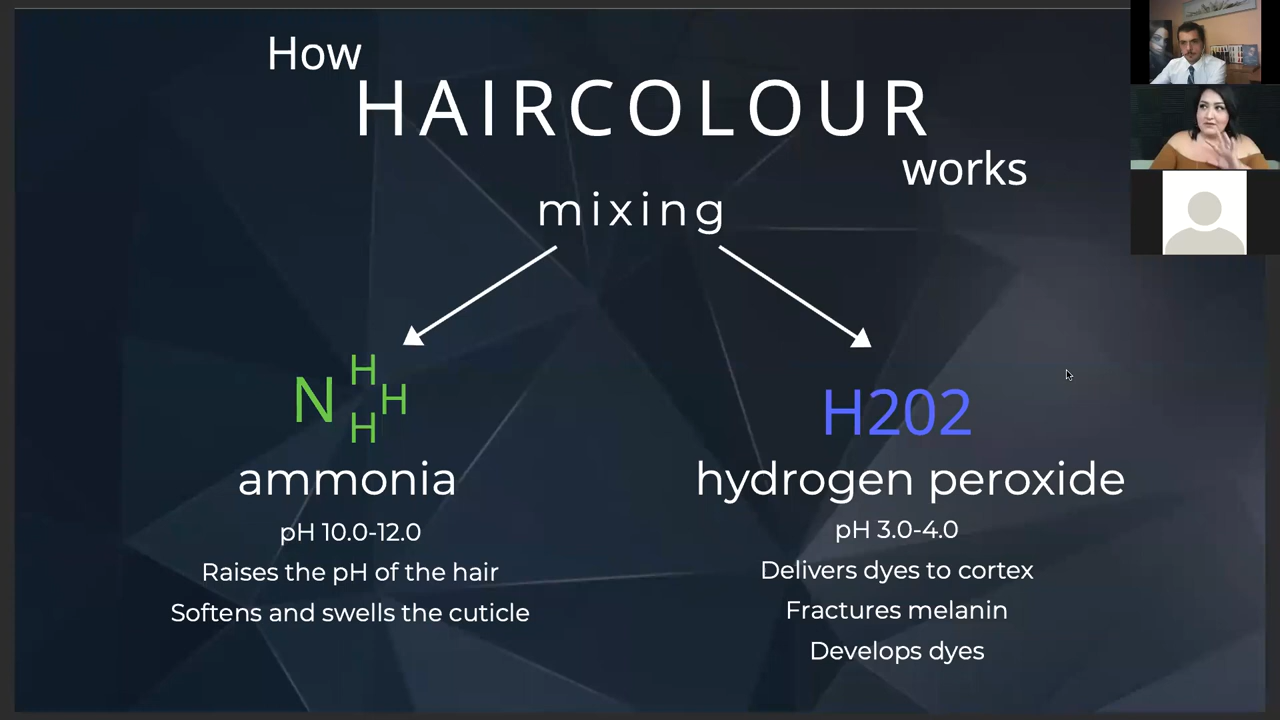 How
HAIRCOLOUR
works
mixing
N H H H
ammonia
pH 10.0-12.0
Raises the pH of the hair
Softens and swells the cuticle
H202
hydrogen peroxide
pH 3.0-4.0
Delivers dyes to cortex
Fractures melanin
Develops dyes